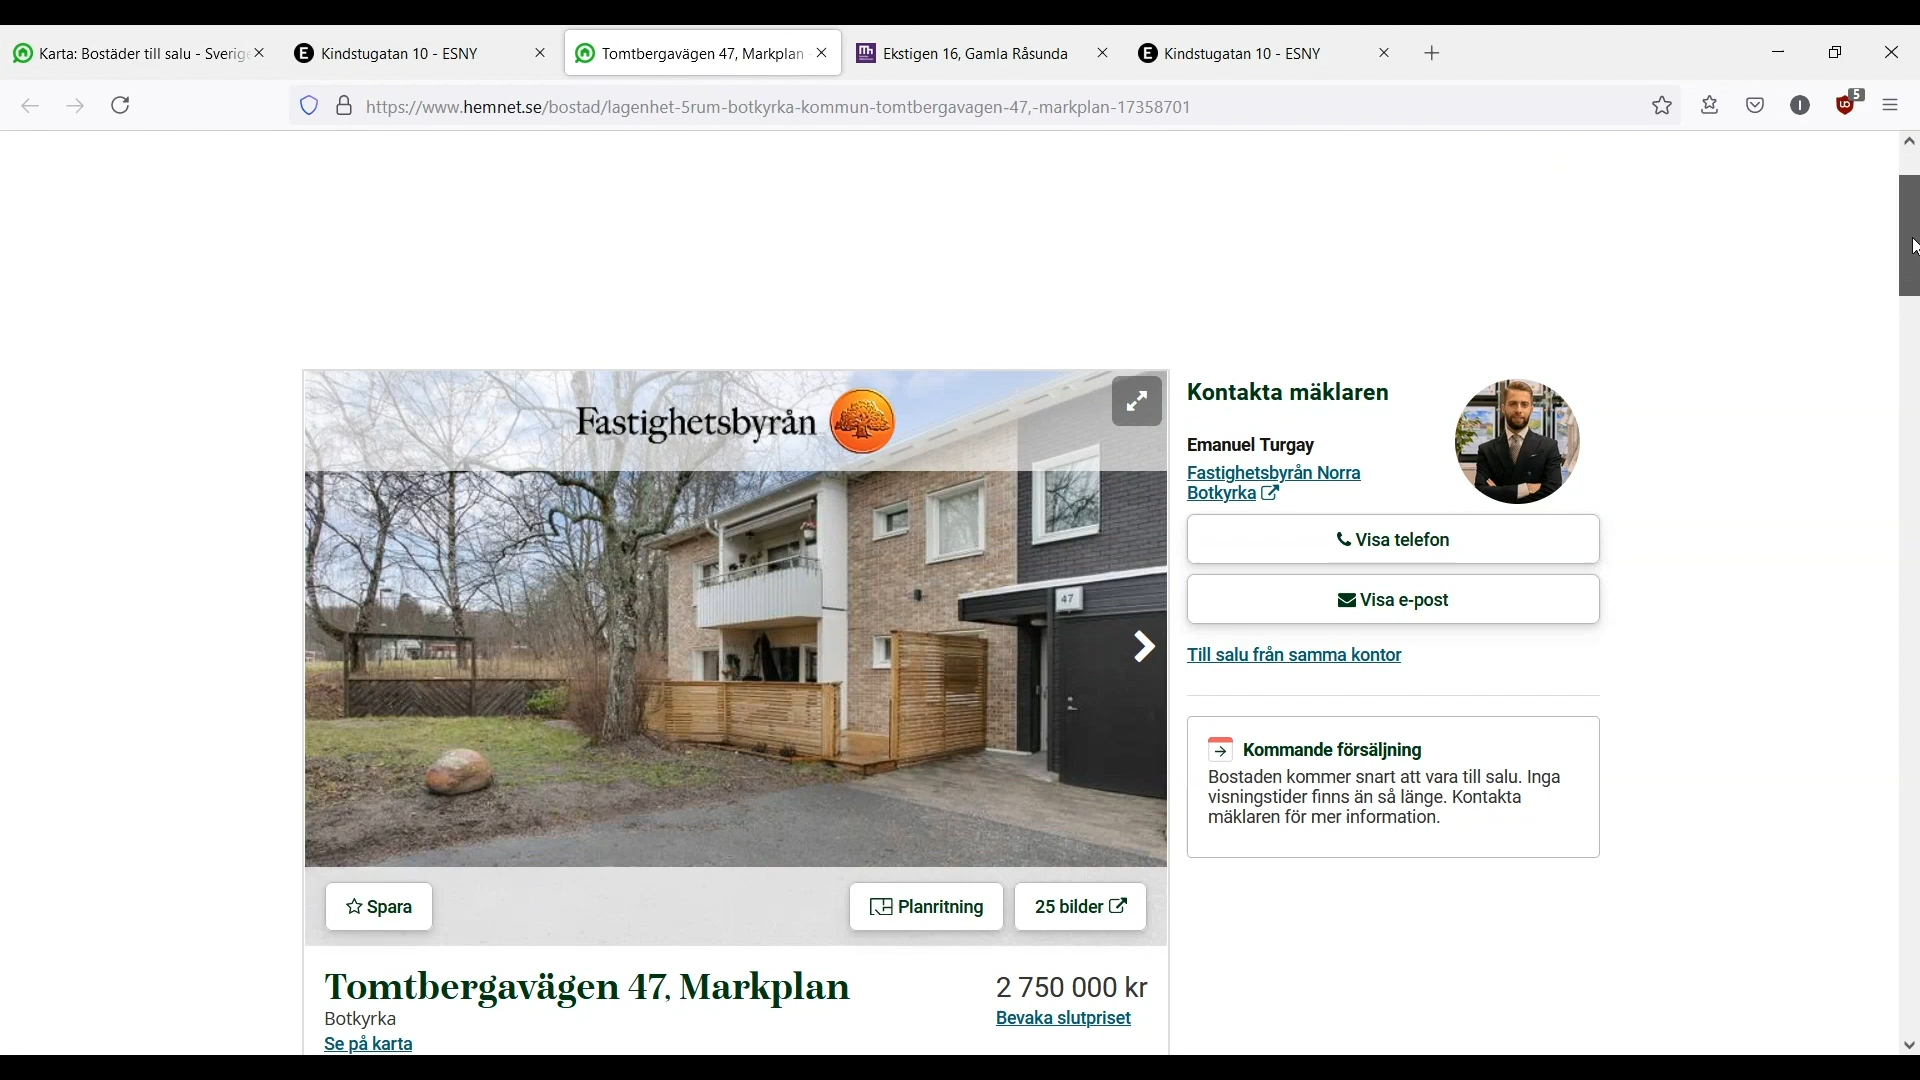 Karta: Bostäder till salu - Sverige
Kindstugatan 10 - ESNY
Tomtbergavägen 47, Markplan
Ekstigen 16, Gamla Råsunda
Kindstugatan 10 - ESNY
https://www.hemnet.se/bostad/lagenhet-5rum-botkyrka-kommun-tomtbergavagen-47,-markplan-17358701
5
Fastighetsbyrån
47
Kontakta mäklaren
Emanuel Turgay
Fastighetsbyrån Norra
Botkyrka
Visa telefon
Visa e-post
Till salu från samma kontor
Kommande försäljning
Bostaden kommer snart att vara till salu. Inga
visningstider finns än så länge. Kontakta
mäklaren för mer information.
Spara
Planritning
25 bilder
Tomtbergavägen 47, Markplan
2 750 000 kr
Botkyrka
Bevaka slutpriset
Se på karta